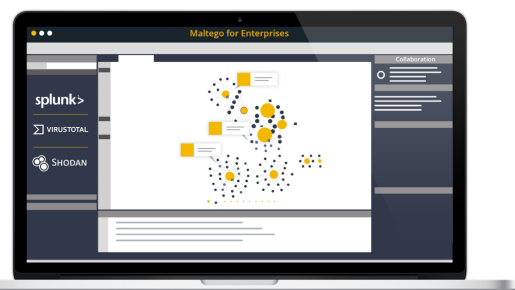 Maltego for Enterprises
Collaboration
splunk>
VIRUSTOTAL
SHODAN